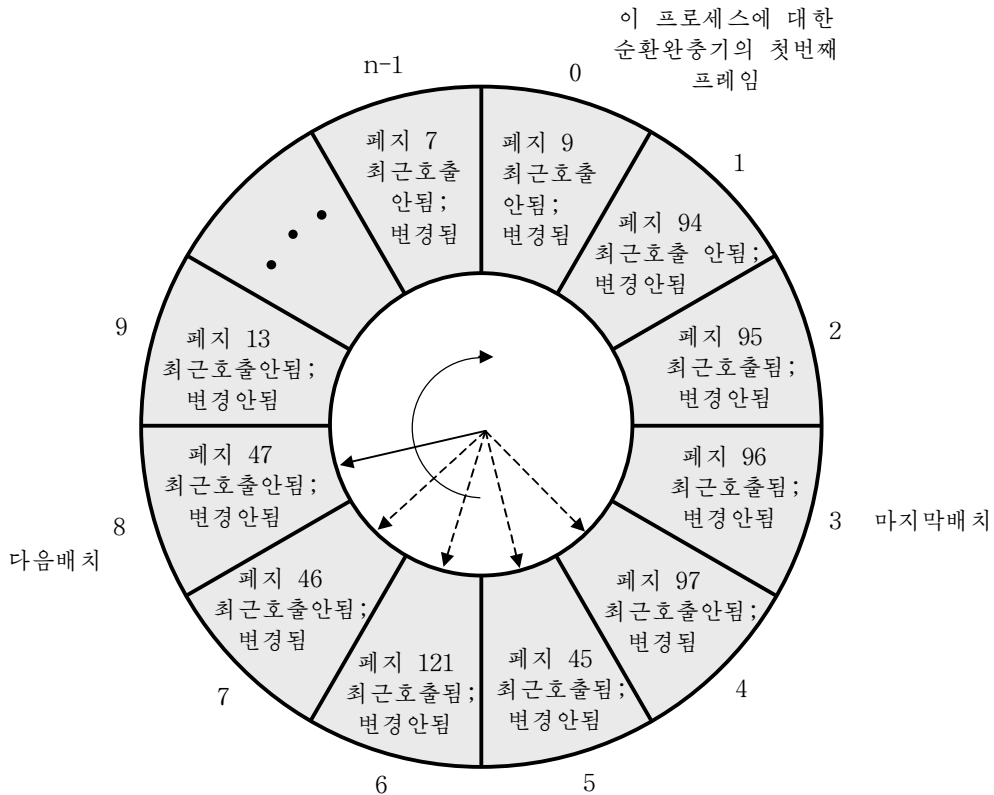 이 프로세스에 대한
순환완충기의 첫번째
프레임
n-1
0
페지 7
최근호출
안됨;
변경됨
페지 9
최근호출
안됨;
변경됨
1
페지 94
최근호출 안됨;
변경안됨
2
페지 95
최근호출됨;
변경안됨
9
페지 13
최근호출안됨;
변경안됨
페지 47
최근호출안됨;
변경안됨
8
다음배치
페지 96
최근호출됨;
변경안됨
3
마지막배치
페지 46
최근호출안됨;
변경됨
7
페지 97
최근호출안됨;
변경됨
4
페지 121
최근호출됨;
변경안됨
6
페지 45
최근호출됨;
변경안됨
5